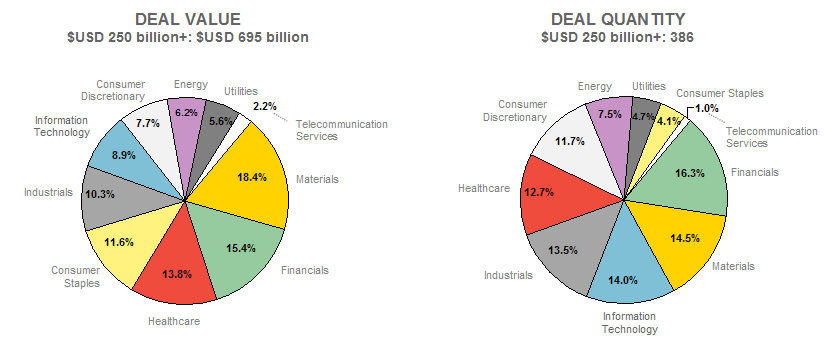 DEAL VALUE
$USD 250 billion+: $USD 695 billion
Consumer
Discretionary
Energy
Utilities
2.2%
Telecommunication
Services
Information
Technology
7.7%
6.2%
5.6%
8.9%
18.4%
Materials
Industrials
10.3%
11.6%
15.4%
Financials
Consumer
Staples
13.8%
Healthcare
DEAL QUANTITY
$USD 250 billion+: 386
Consumer
Discretionary
Energy
Utilities
Consumer Staples
1.0%
Telecommunication
Services
11.7%
7.5%
4.7%
4.1%
16.3%
Financials
Healthcare
12.7%
14.5%
Materials
Industrials
13.5%
14.0%
Information
Technology